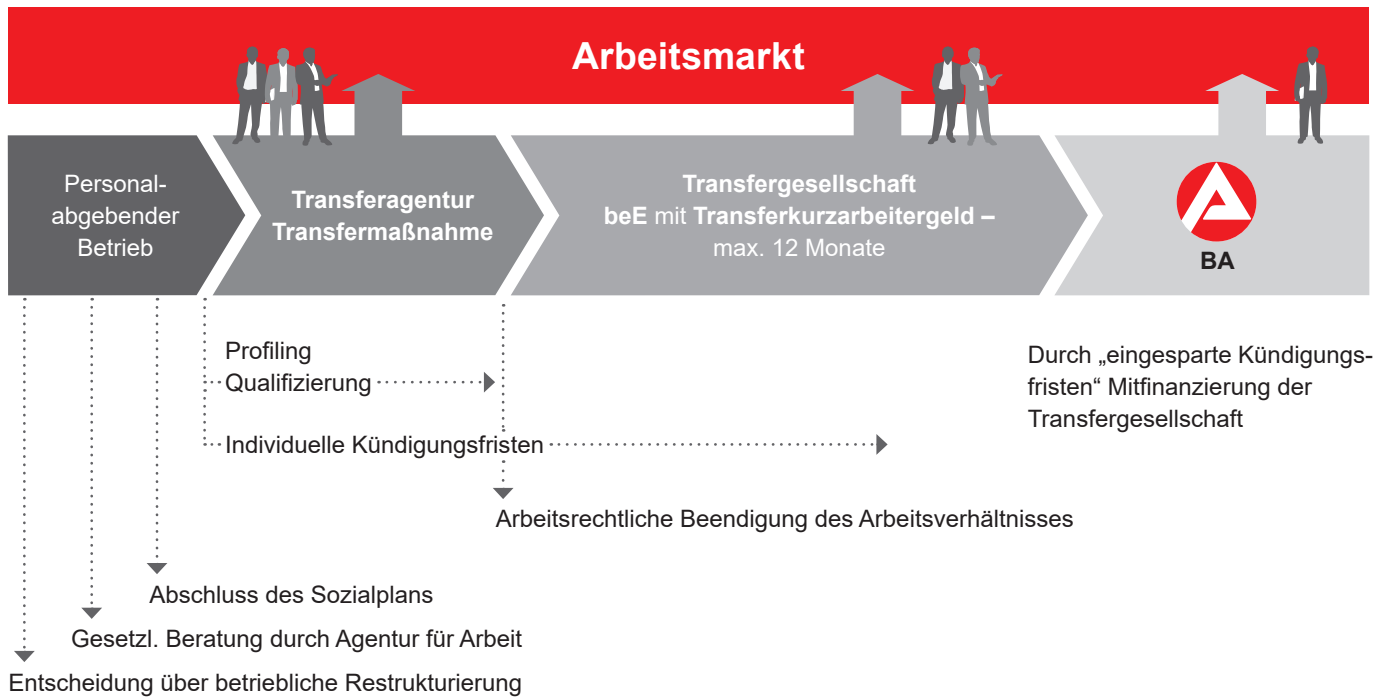 Arbeitsmarkt
Personal-
abgebender
Betrieb
Transferagentur
Transfermaßnahme
Transfergesellschaft
beE mit Transferkurzarbeitergeld –
max. 12 Monate
BA
Profiling
Qualifizierung
Individuelle Kündigungsfristen
Durch „eingesparte Kündigungs-
fristen“ Mitfinanzierung der
Transfergesellschaft
Arbeitsrechtliche Beendigung des Arbeitsverhältnisses
Abschluss des Sozialplans
Gesetzl. Beratung durch Agentur für Arbeit
Entscheidung über betriebliche Restrukturierung